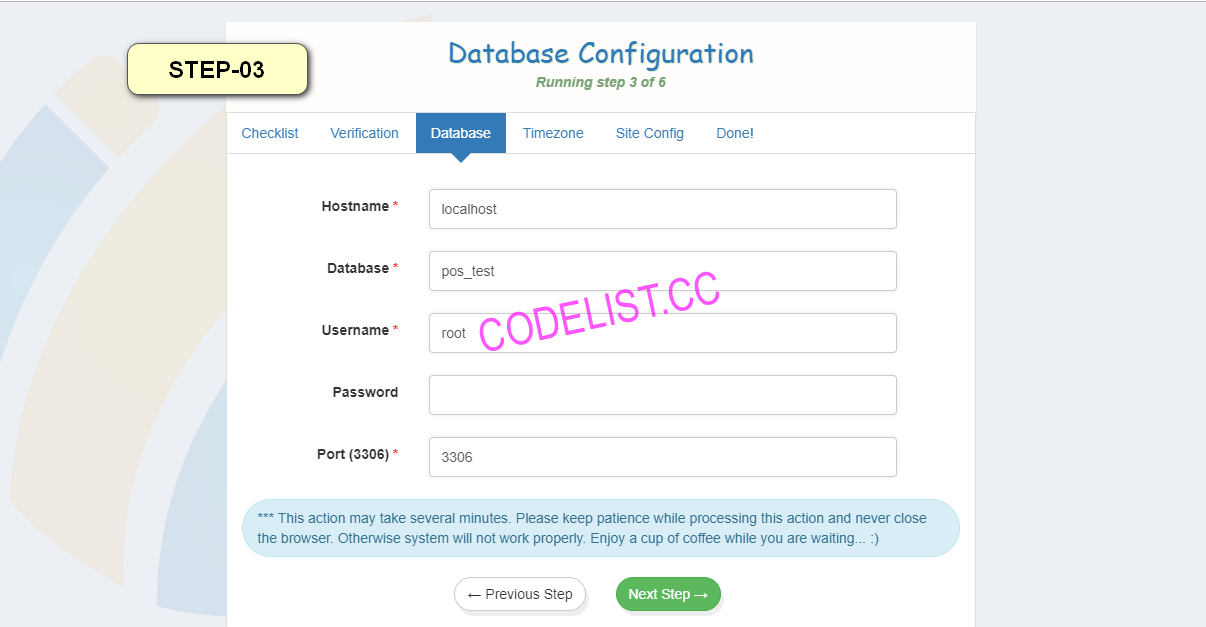 STEP-03
Database Configuration
Running step 3 of 6
Checklist Verification Database Timezone Site Config Done!
Hostname * localhost
Database * pos_test
CODELIST.CC
Username * root
Password
Port (3306) * 3306
*** This action may take several minutes. Please keep patience while processing this action and never close
the browser. Otherwise system will not work properly. Enjoy a cup of coffee while you are waiting... :)
← Previous Step Next Step →